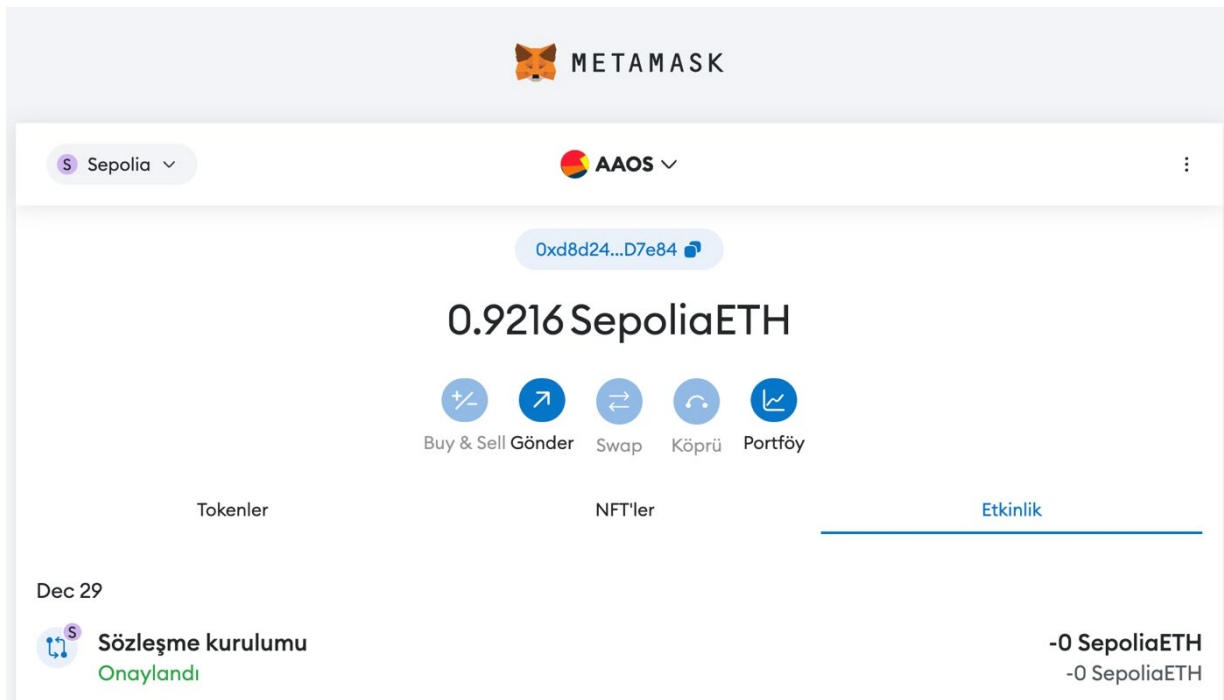 METAMASK
S Sepolia
AAOS
0xd8d24...D7e84
0.9216 SepoliaETH
Buy & Sell Gönder Swap Köprü Portföy
Tokenler NFT'ler Etkinlik
Dec 29
S
Sözleşme kurulumu -0 SepoliaETH
Onaylandı -0 SepoliaETH